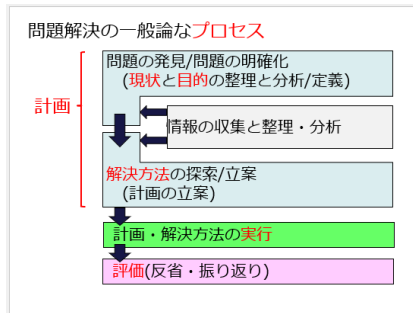 問題解決の一般論なプロセス
問題の発見/問題の明確化
(現状と目的の整理と分析/定義)
計画
情報の収集と整理・分析
解決方法の探索/立案
(計画の立案)
計画・解決方法の実行
評価(反省・振り返り)